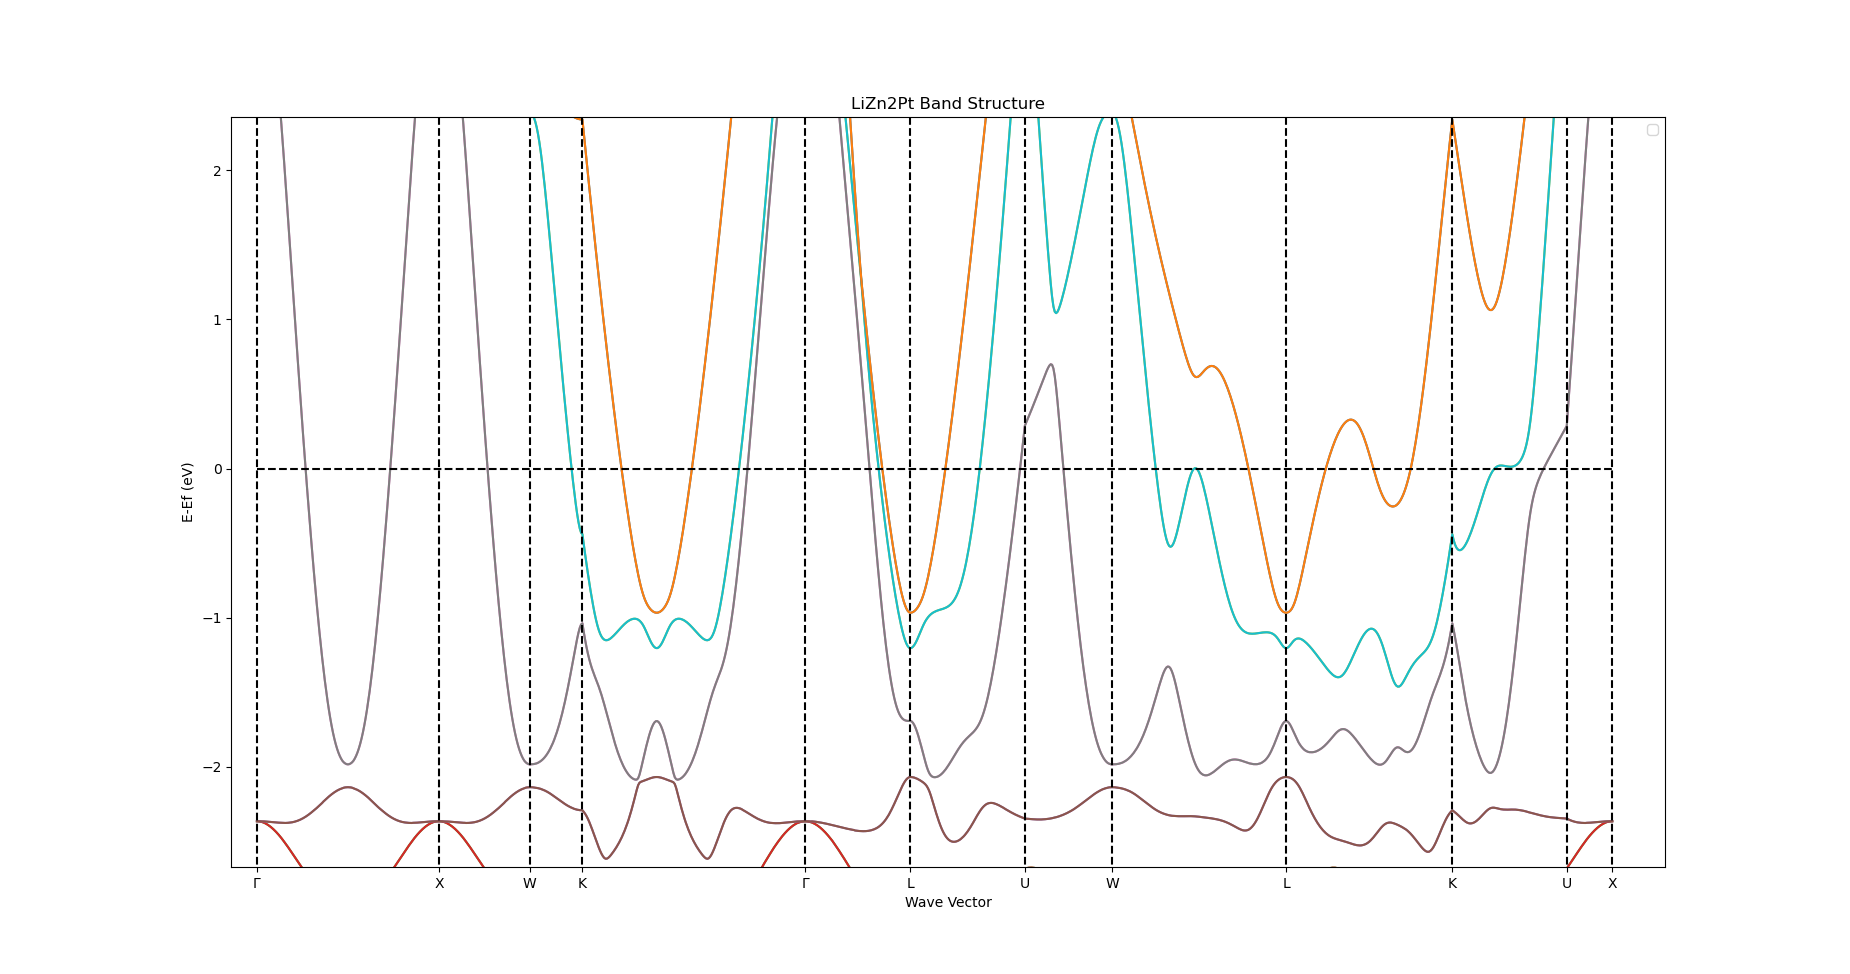 LiZn2Pt Band Structure
2
1
0
−1
−2
E-Ef (eV)
Γ X W K Γ L U W L K U X
Wave Vector